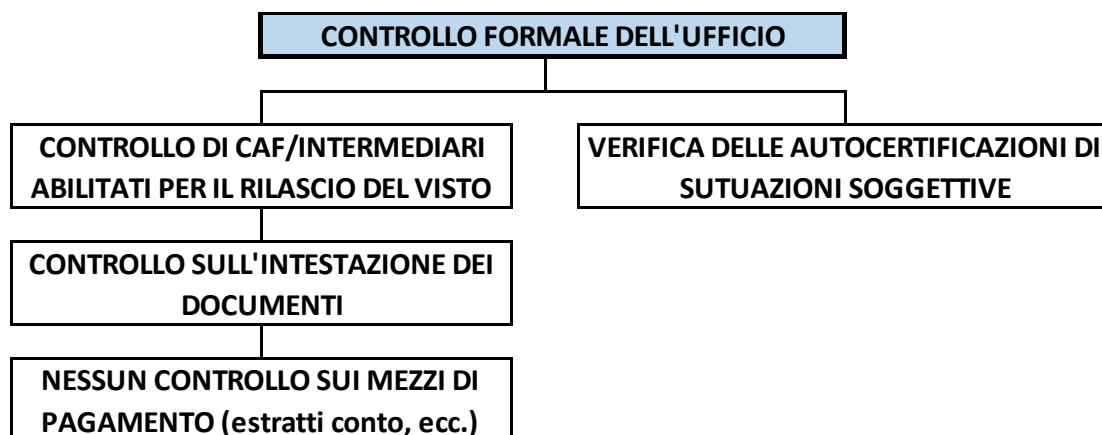 CONTROLLO FORMALE DELL'UFFICIO
CONTROLLO DI CAF/INTERMEDIARI
ABILITATI PER IL RILASCIO DEL VISTO
VERIFICA DELLE AUTOCERTIFICAZIONI DI
SUTUAZIONI SOGGETTIVE
CONTROLLO SULL'INTESTAZIONE DEI
DOCUMENTI
NESSUN CONTROLLO SUI MEZZI DI
PAGAMENTO (estratti conto, ecc.)